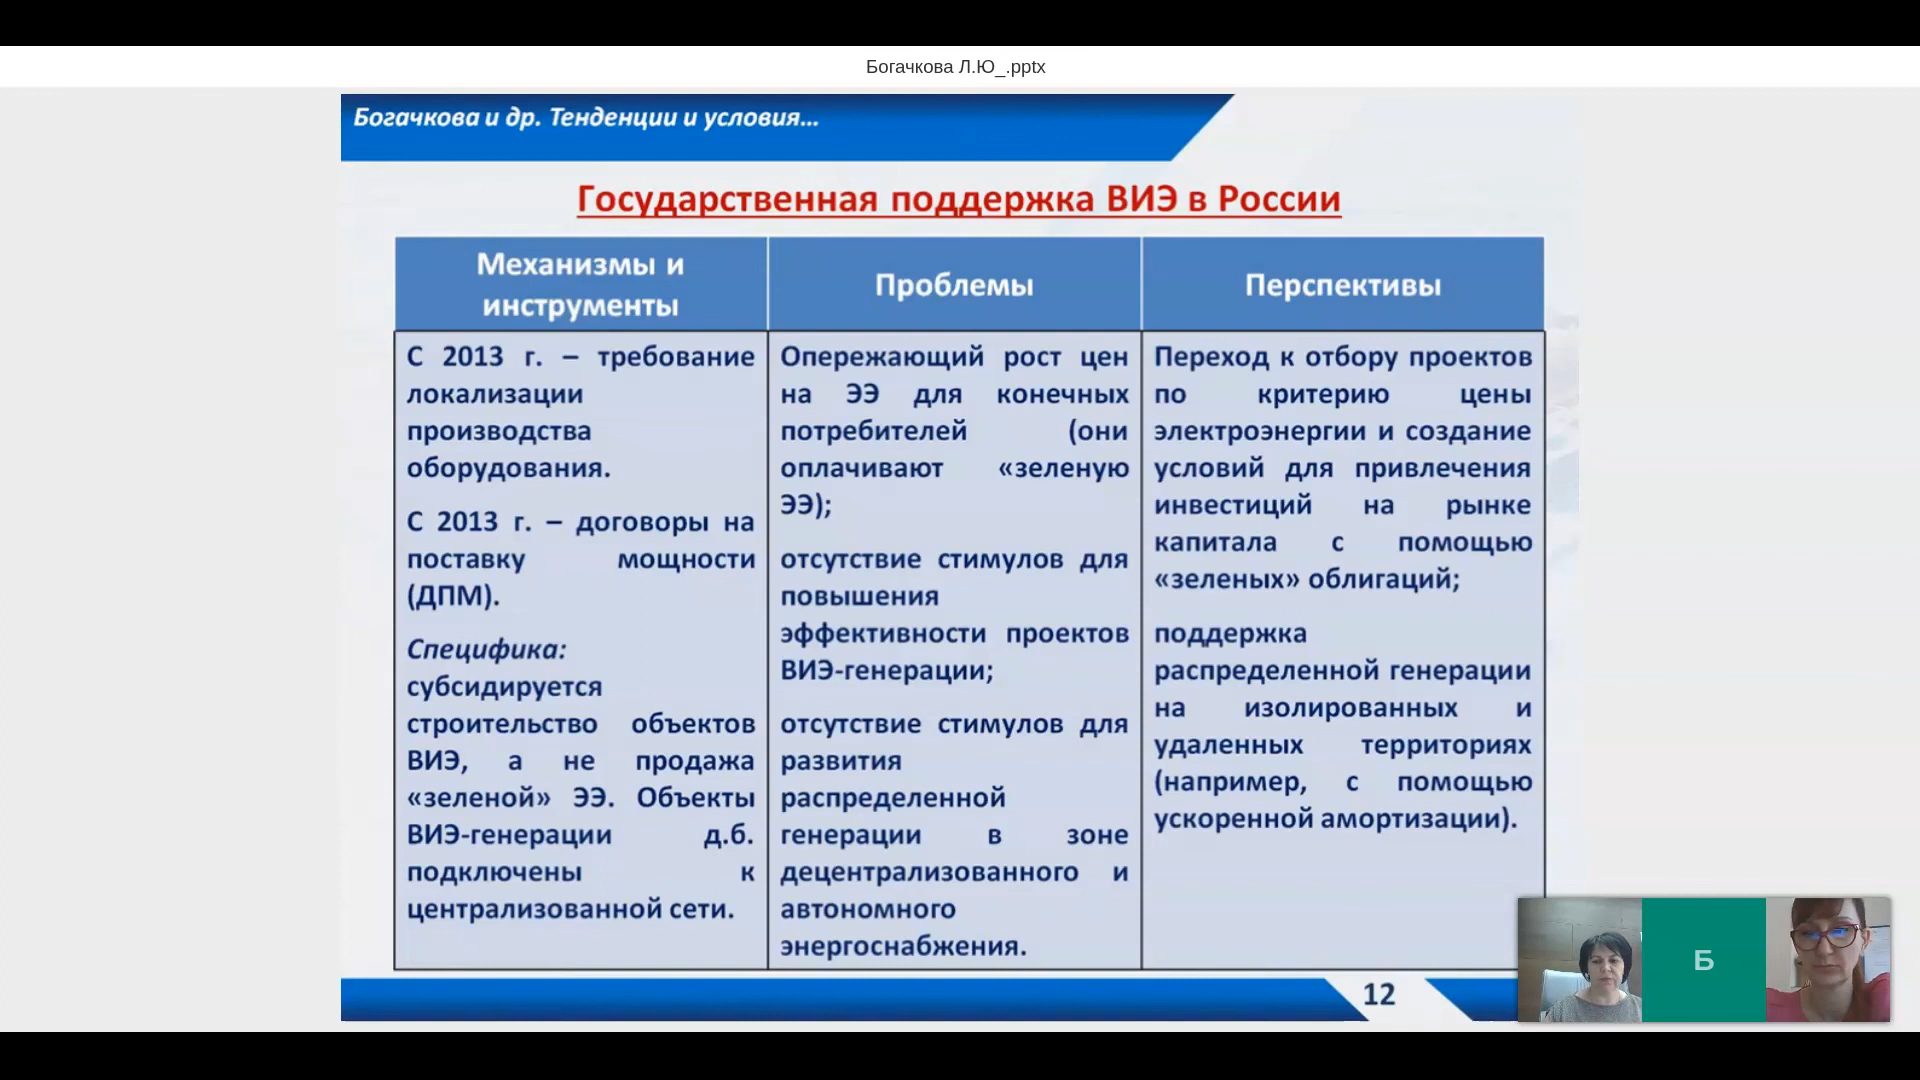 Богачкова Л.Ю_.pptx
Богачкова и др. Тенденции и условия...
Государственная поддержка ВИЭ в России
Механизмы и
инструменты
Проблемы
Перспективы
С 2013 г. – требование
локализации
производства
оборудования.
С 2013 г. – договоры на
поставку мощности
(ДПМ).
Специфика:
субсидируется
строительство объектов
ВИЭ, а не продажа
«зеленой» ЭЭ. Объекты
ВИЭ-генерации д.б.
подключены к
централизованной сети.
Опережающий рост цен
на ЭЭ для конечных
потребителей (они
оплачивают «зеленую
ЭЭ);
отсутствие стимулов для
повышения
эффективности проектов
ВИЭ-генерации;
отсутствие стимулов для
развития
распределенной
генерации в зоне
децентрализованного и
автономного
энергоснабжения.
Переход к отбору проектов
по критерию цены
электроэнергии и создание
условий для привлечения
инвестиций на рынке
капитала с помощью
«зеленых» облигаций;
поддержка
распределенной генерации
на изолированных и
удаленных территориях
(например, с помощью
ускоренной амортизации).
12
Б